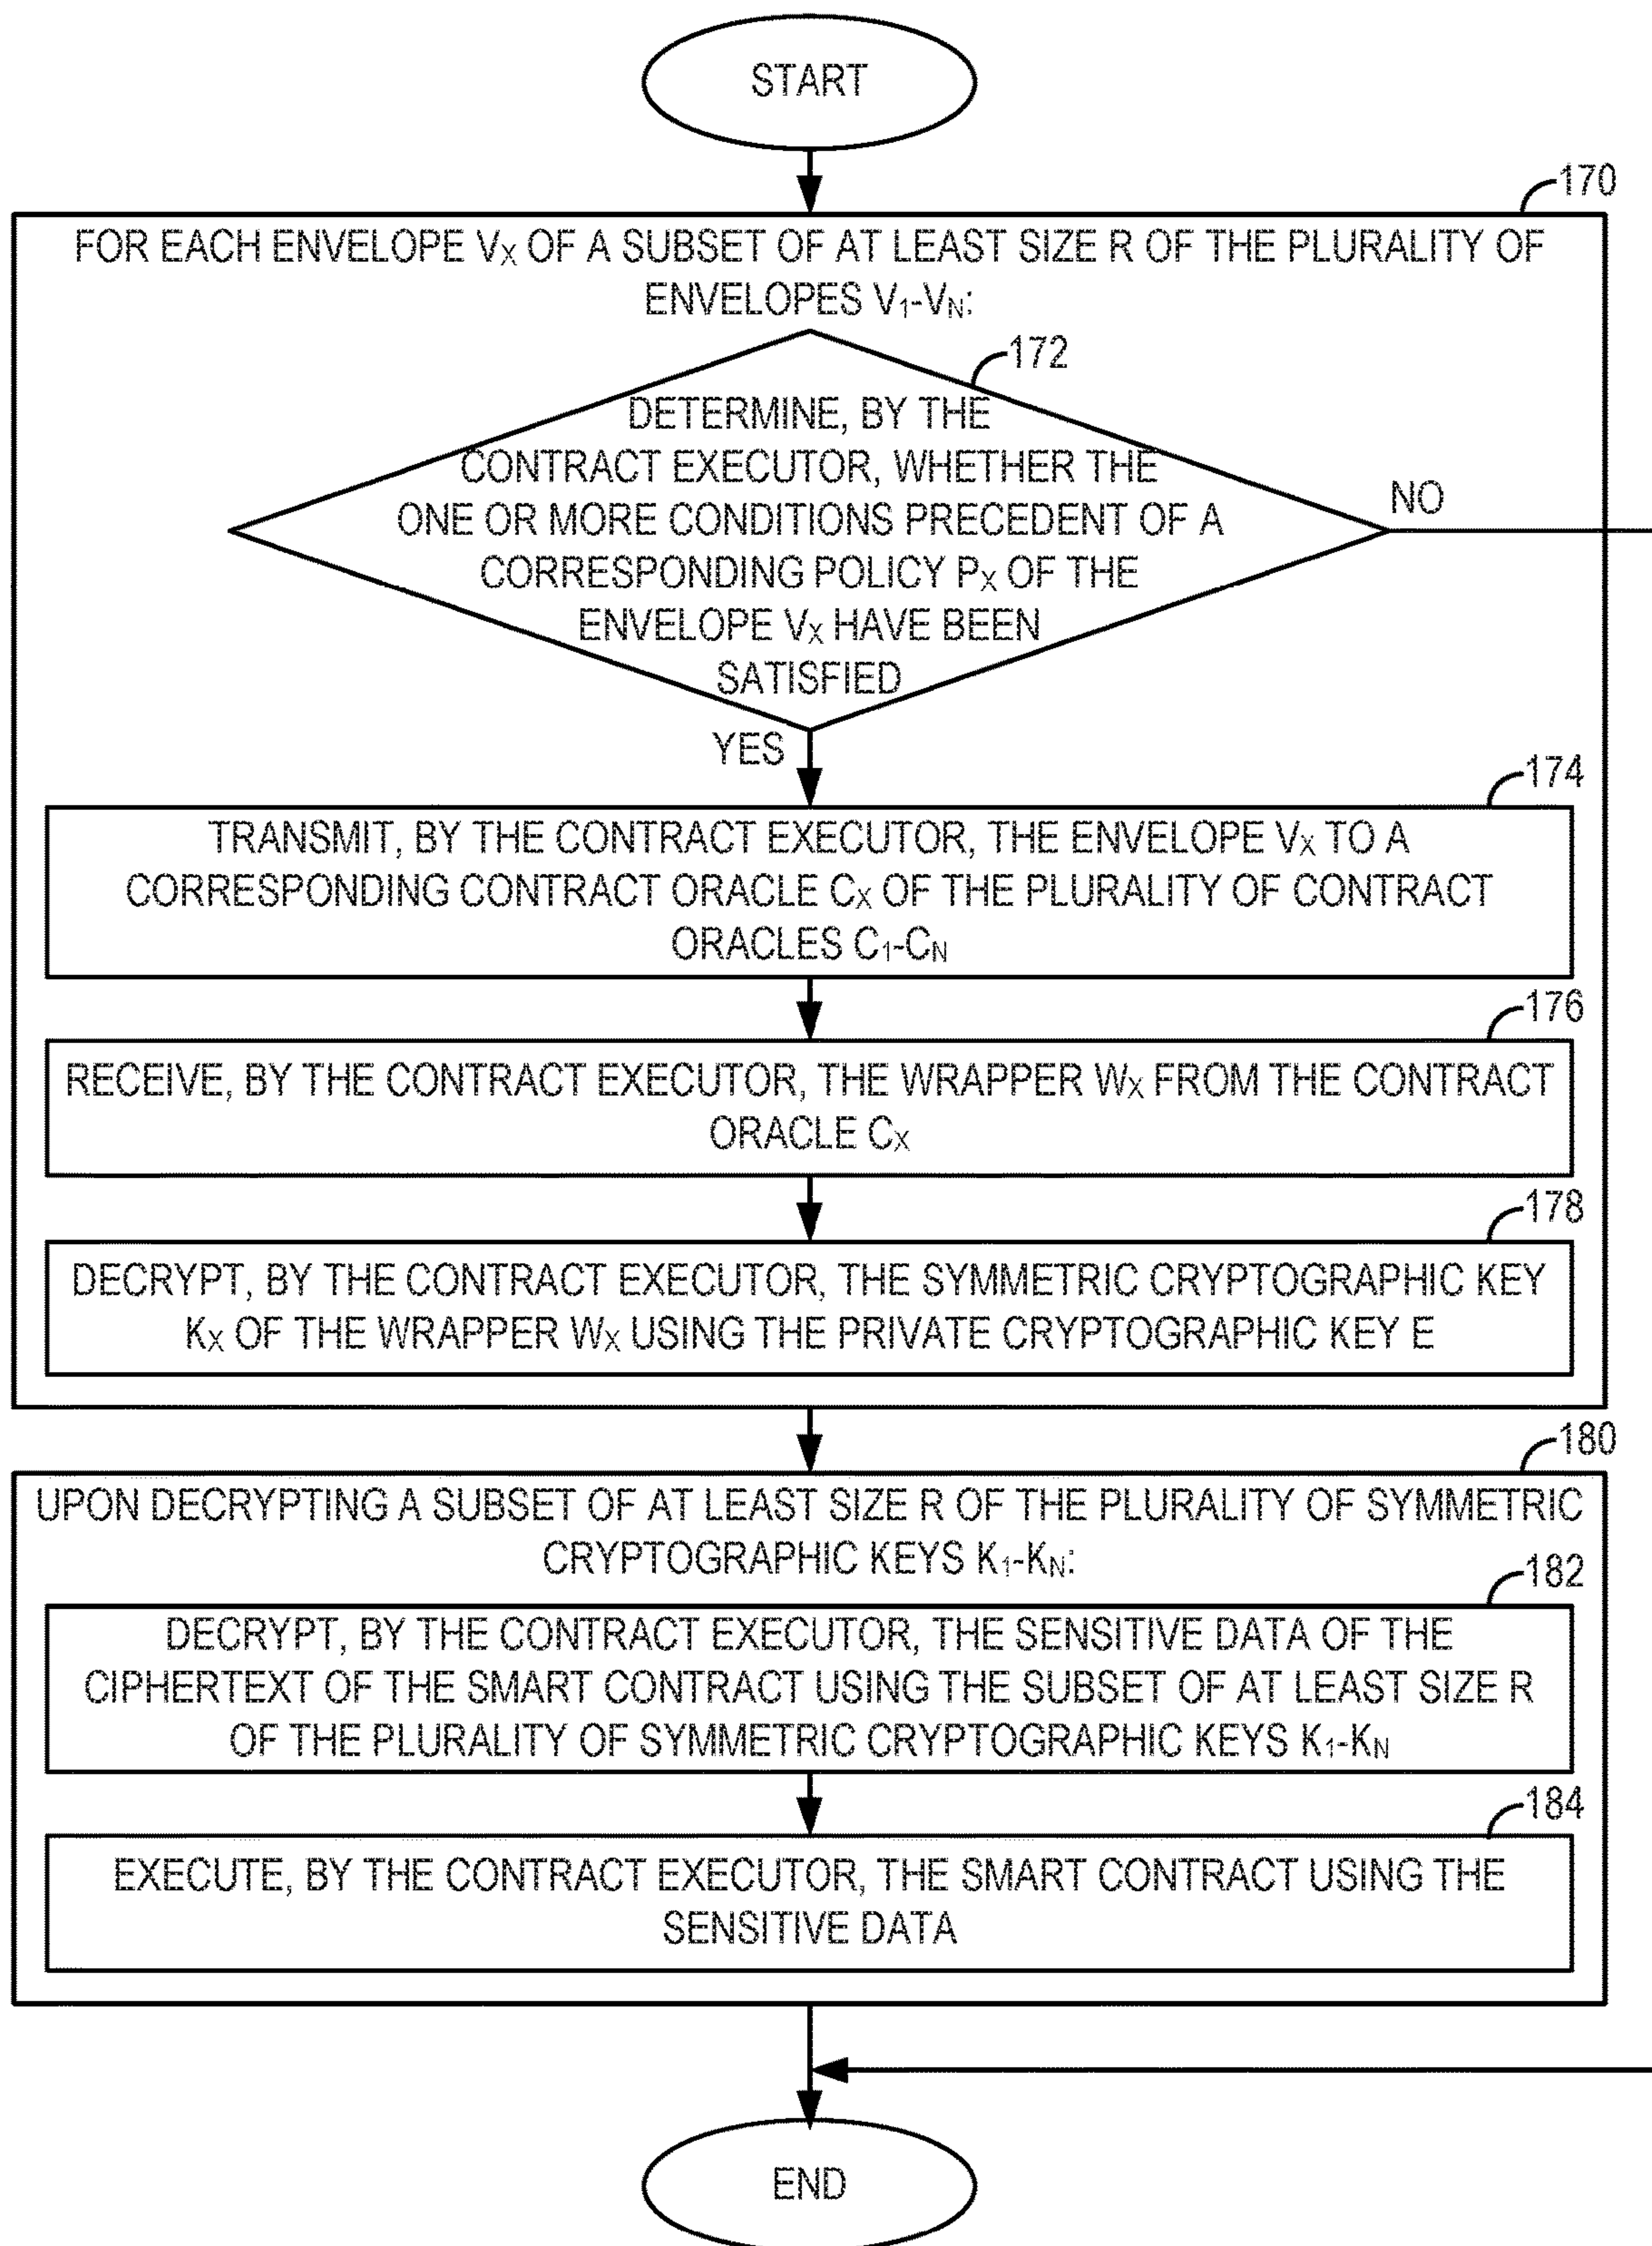 START
170
FOR EACH ENVELOPE VX OF A SUBSET OF AT LEAST SIZE R OF THE PLURALITY OF
ENVELOPES V1-VN:
172
DETERMINE, BY THE
CONTRACT EXECUTOR, WHETHER THE
ONE OR MORE CONDITIONS PRECEDENT OF A
CORRESPONDING POLICY PX OF THE
ENVELOPE VX HAVE BEEN
SATISFIED
NO
YES
174
TRANSMIT, BY THE CONTRACT EXECUTOR, THE ENVELOPE VX TO A
CORRESPONDING CONTRACT ORACLE CX OF THE PLURALITY OF CONTRACT
ORACLES C1-CN
176
RECEIVE, BY THE CONTRACT EXECUTOR, THE WRAPPER WX FROM THE CONTRACT
ORACLE CX
178
DECRYPT, BY THE CONTRACT EXECUTOR, THE SYMMETRIC CRYPTOGRAPHIC KEY
KX OF THE WRAPPER WX USING THE PRIVATE CRYPTOGRAPHIC KEY E
180
UPON DECRYPTING A SUBSET OF AT LEAST SIZE R OF THE PLURALITY OF SYMMETRIC
CRYPTOGRAPHIC KEYS K1-KN:
182
DECRYPT, BY THE CONTRACT EXECUTOR, THE SENSITIVE DATA OF THE
CIPHERTEXT OF THE SMART CONTRACT USING THE SUBSET OF AT LEAST SIZE R
OF THE PLURALITY OF SYMMETRIC CRYPTOGRAPHIC KEYS K1-KN
184
EXECUTE, BY THE CONTRACT EXECUTOR, THE SMART CONTRACT USING THE
SENSITIVE DATA
END